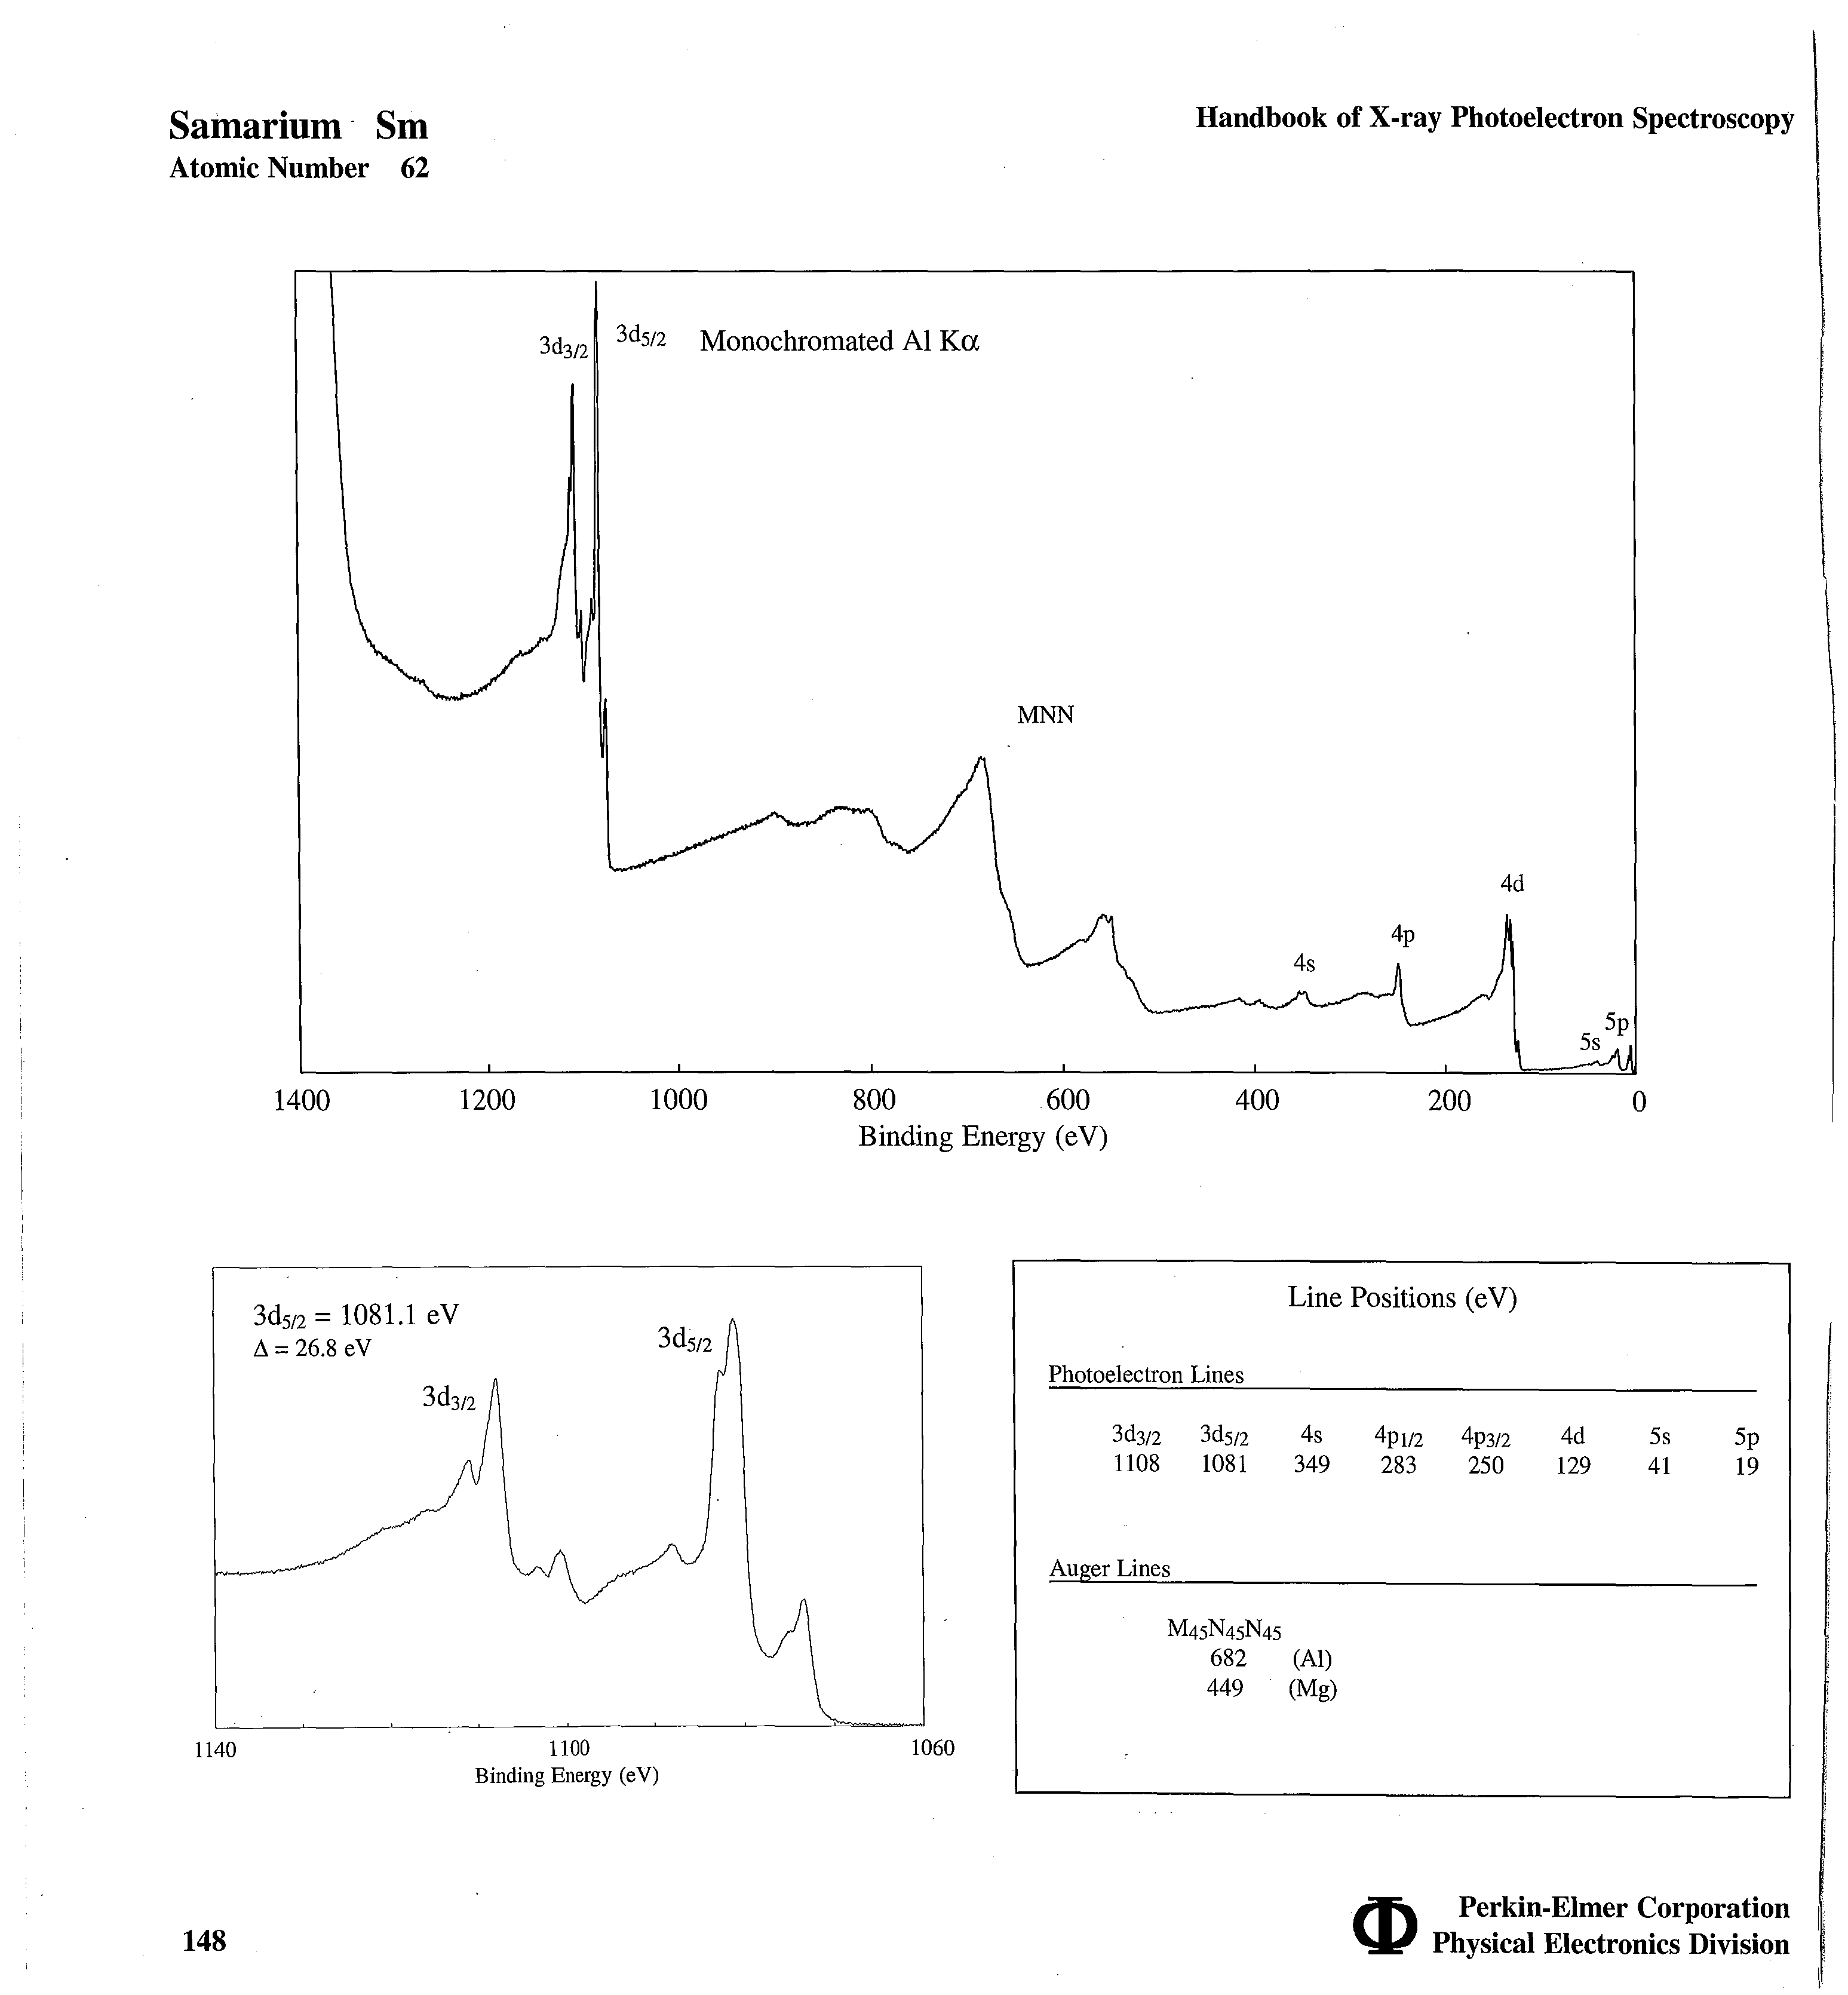 Samarium Sm
Atomic Number 62
Handbook of X-ray Photoelectron Spectroscopy
3d3/2
3d5/2
Monochromated Al Kα
MNN
4d
4p
4s
5p
5s
1400 1200 1000 800 600 400 200 0
Binding Energy (eV)
3d5/2 = 1081.1 eV
Δ = 26.8 eV
3d5/2
3d3/2
1140 1100 1060
Binding Energy (eV)
Line Positions (eV)
Photoelectron Lines
3d3/2 3d5/2 4s 4p1/2 4p3/2 4d 5s 5p
1108 1081 349 283 250 129 41 19
Auger Lines
M45N45N45
682 (Al)
449 (Mg)
148
Perkin-Elmer Corporation
Physical Electronics Division